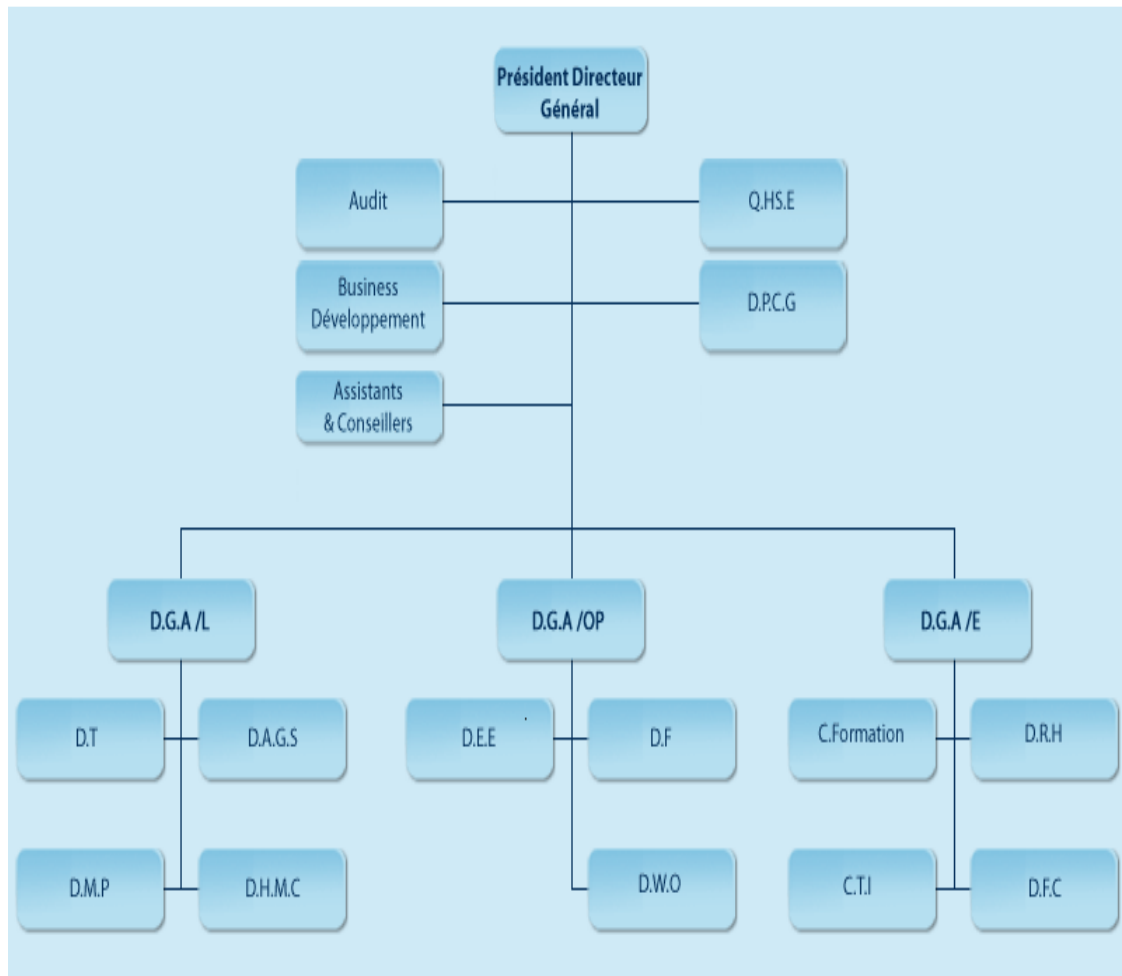 Président Directeur
Général
Audit
Q.HS.E
Business
Développement
D.P.C.G
Assistants
& Conseillers
D.G.A /L
D.G.A /OP
D.G.A /E
D.T
D.A.G.S
D.E.E
D.F
C.Formation
D.R.H
D.M.P
D.H.M.C
D.W.O
C.T.I
D.F.C